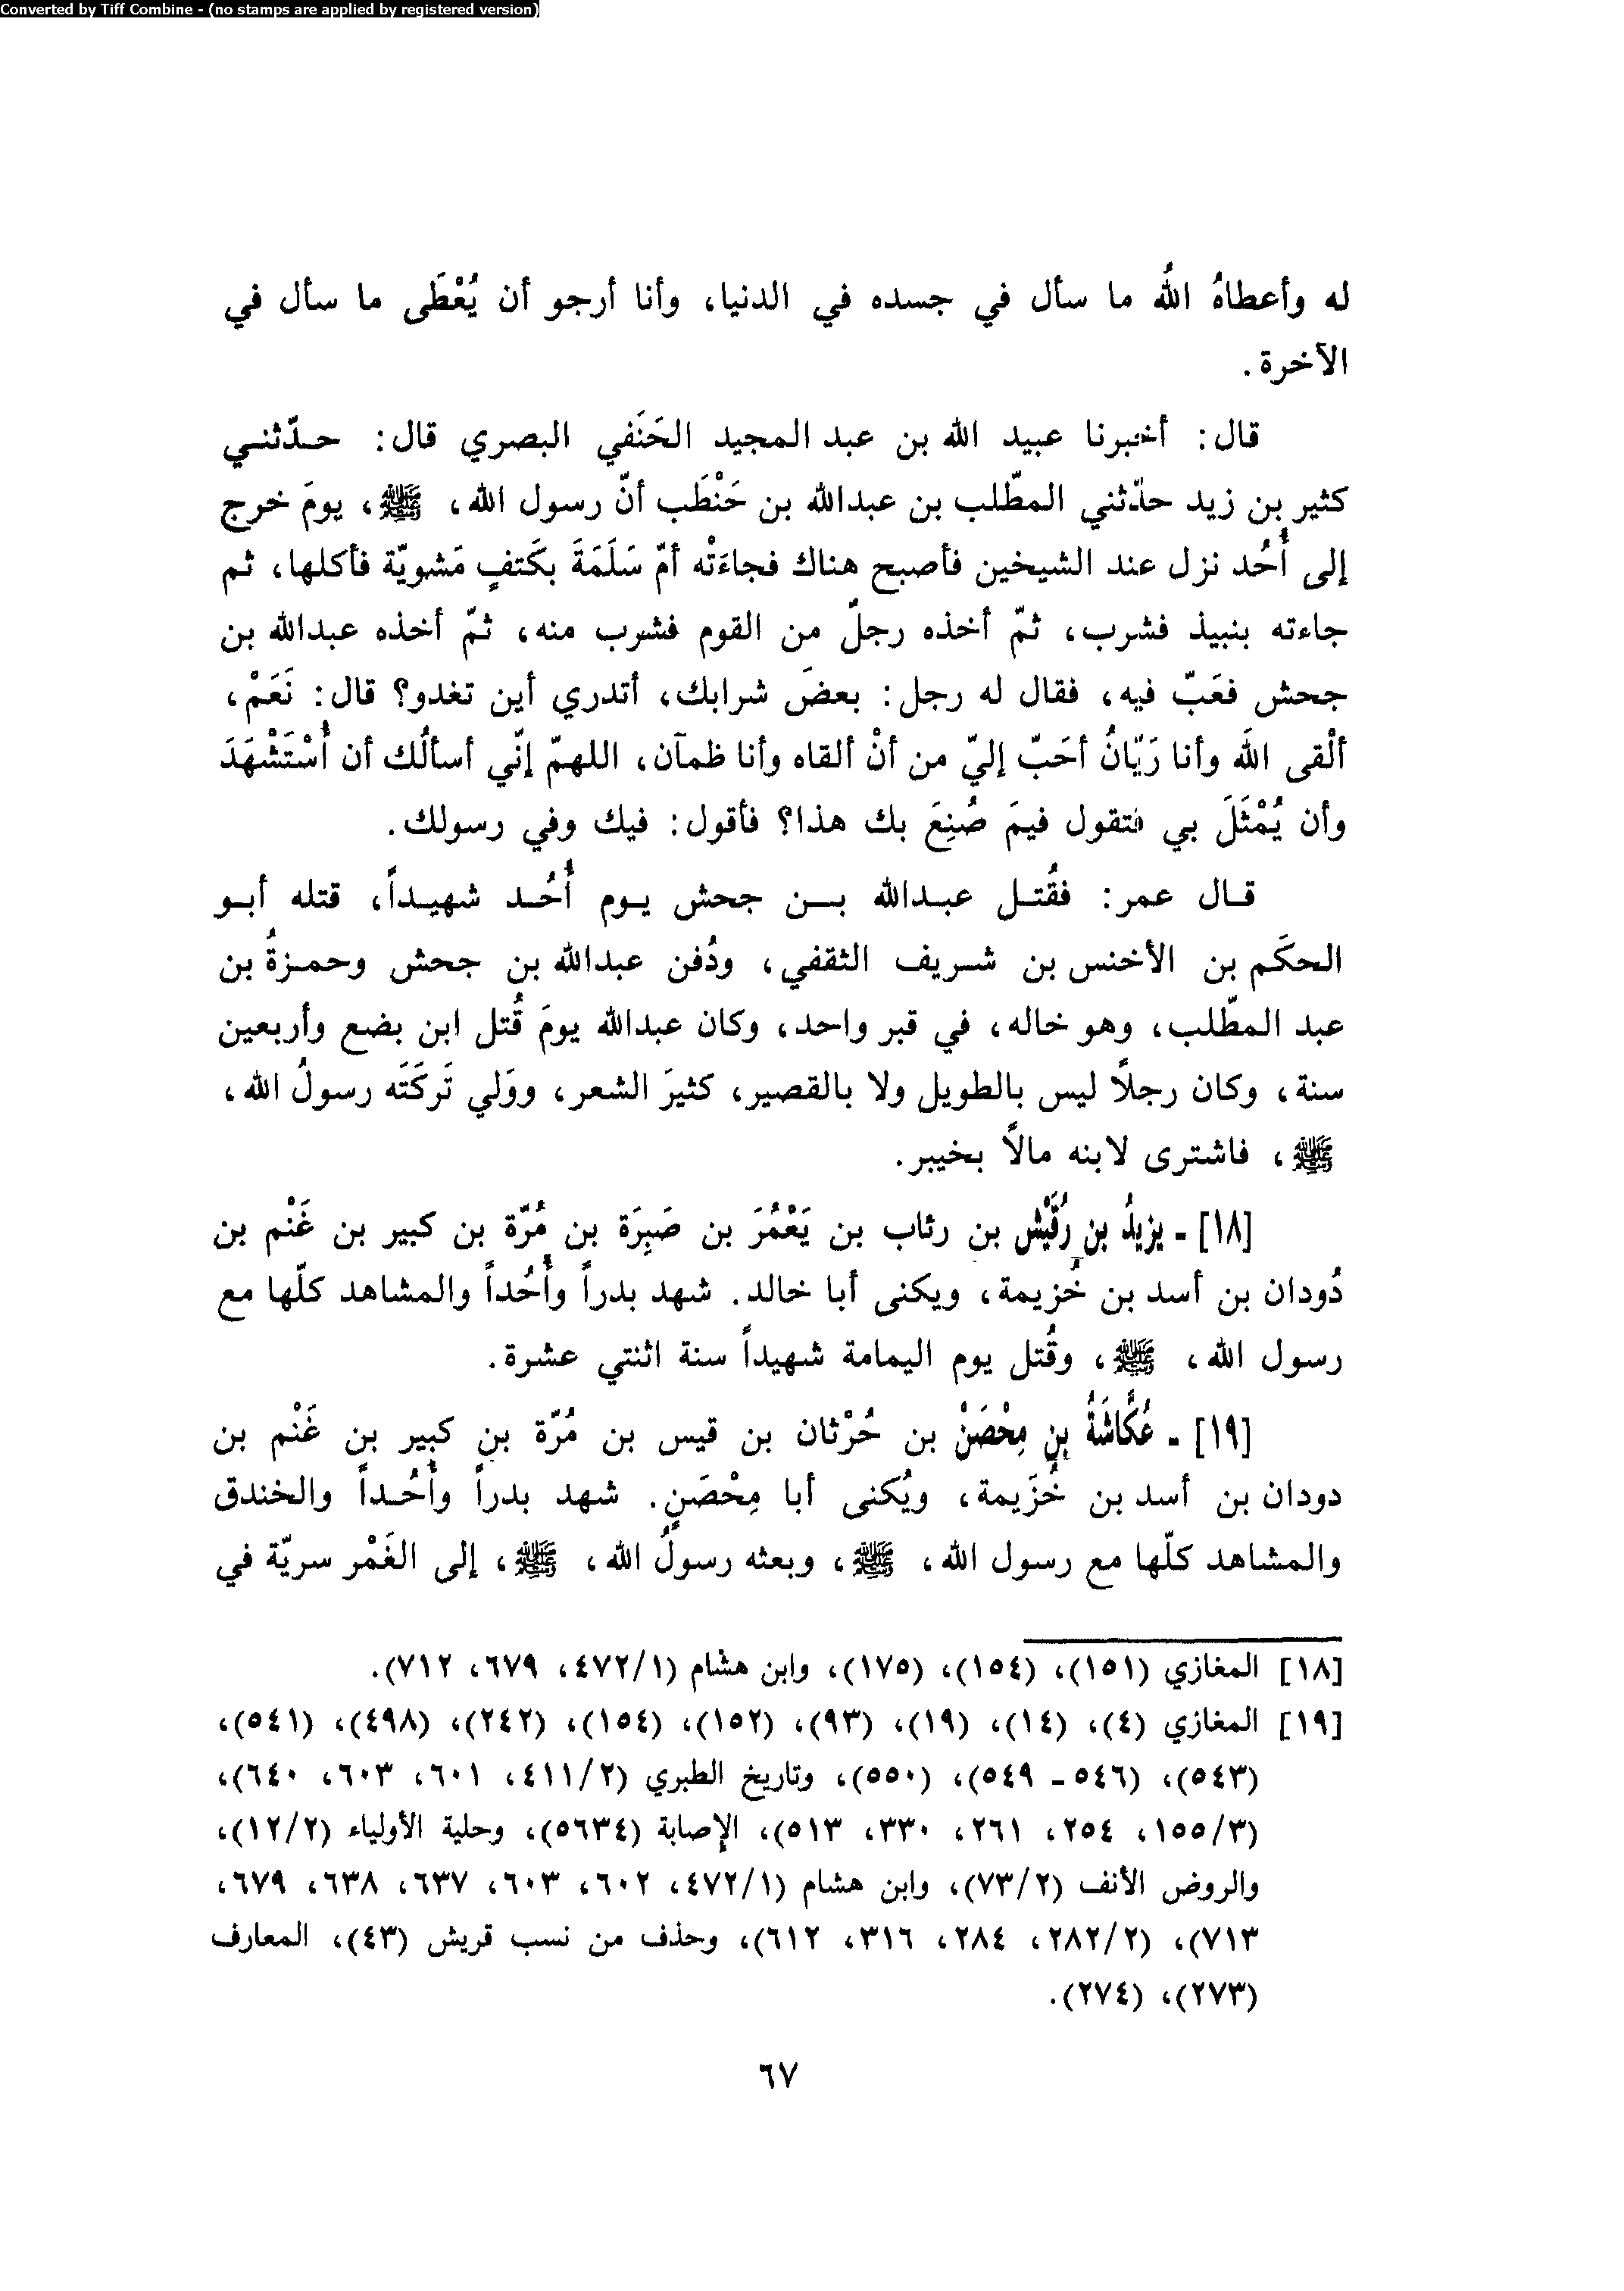 Converted by Tiff Combine - (no stamps are applied by registered version)
له وأعطاهُ اللُّه ما سأل في جسده في الدنيا، وأنا أرجو أن يُعْطَى ما سأل في
الآخرة.
قال: أخبرنا عبيد الله بن عبد المجيد الحَنَفي البصري قال: حدّثني
كثير بن زيد حدّثني المطّلب بن عبدالله بن حَنْطَب أنّ رسول الله، ﷺ، يومَ خرج
إلى أُحُد نزل عند الشيخين فأصبح هناك فجاءَتْه أمّ سَلَمَةَ بكَتفٍ مَشويّة فأكلها، ثم
جاءته بنبيذ فشرب، ثمّ أخذه رجلٌ من القوم فشرب منه، ثمّ أخذه عبدالله بن
جحش فعَبّ فيه، فقال له رجل: بعضَ شرابك، أتدري أين تغدو؟ قال: نَعَمْ،
ألْقى اللَه وأنا رَيّانُ أحَبّ إليّ من أنْ ألقاه وأنا ظمآن، اللهمّ إنّي أسألُك أن أُسْتَشْهَدَ
وأن يُمْثَلَ بي فتقول فيمَ صُنِعَ بك هذا؟ فأقول: فيك وفي رسولك.
قال عمر: فقُتل عبدالله بن جحش يوم أُحُد شهيداً، قتله أبو
الحكَم بن الأخنس بن شريف الثقفي، ودُفن عبدالله بن جحش وحمزةُ بن
عبد المطّلب، وهو خاله، في قبر واحد، وكان عبدالله يومَ قُتل ابن بضع وأربعين
سنة، وكان رجلاً ليس بالطويل ولا بالقصير، كثيرَ الشعر، ووَلي تَركَتَه رسولُ الله،
ﷺ، فاشترى لابنه مالاً بخيبر.
[١٨] ـ يزيدُ بن رُقَيْش بن رئاب بن يَعْمُرَ بن صَبِرَة بن مُرّة بن كبير بن غَنْم بن
دُودان بن أسد بن خُزيمة، ويكنى أبا خالد. شهد بدراً وأُحُداً والمشاهد كلّها مع
رسول الله، ﷺ، وقُتل يوم اليمامة شهيداً سنة اثنتي عشرة.
[١٩] ـ عُكَّاشَةُ بن مِحْصَنْ بن حُرْثان بن قيس بن مُرّة بن كبير بن غَنْم بن
دودان بن أسد بن خُزَيمة، ويُكنى أبا مِحْصَنٍ. شهد بدراً وأُحُداً والخندق
والمشاهد كلّها مع رسول الله، ﷺ، وبعثه رسولُ الله، ﷺ، إلى الغَمْر سريّة في
[١٨] المغازي (١٥١)، (١٥٤)، (١٧٥)، وابن هشام (١/ ٤٧٢، ٦٧٩، ٧١٢).
[١٩] المغازي (٤)، (١٤)، (١٩)، (٩٣)، (١٥٢)، (١٥٤)، (٢٤٢)، (٤٩٨)، (٥٤١)،
(٥٤٣)، (٥٤٦ ـ ٥٤٩)، (٥٥٠)، وتاريخ الطبري (٢/ ٤١١، ٦٠١، ٦٠٣، ٦٤٠)،
(٣/ ١٥٥، ٢٥٤، ٢٦١، ٣٣٠، ٥١٣)، الإصابة (٥٦٣٤)، وحلية الأولياء (٢/ ١٢)،
والروض الأنف (٢/ ٧٣)، وابن هشام (١/ ٤٧٢، ٦٠٢، ٦٠٣، ٦٣٧، ٦٣٨، ٦٧٩،
٧١٣)، (٢/ ٢٨٢، ٢٨٤، ٣١٦، ٦١٢)، وحذف من نسب قريش (٤٣)، المعارف
(٢٧٣)، (٢٧٤).
٦٧